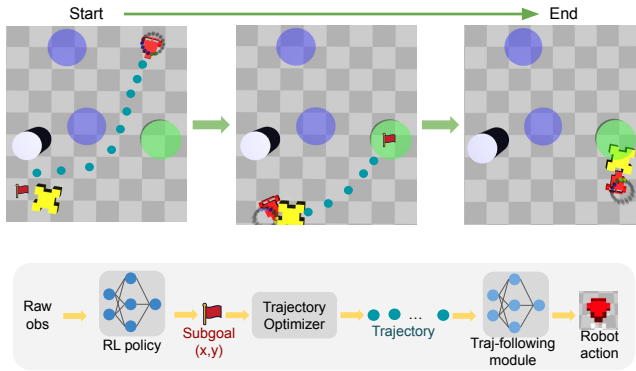 Start
End
Raw
obs
RL policy
Subgoal
(x,y)
Trajectory
Optimizer
...
Trajectory
Traj-following
module
Robot
action